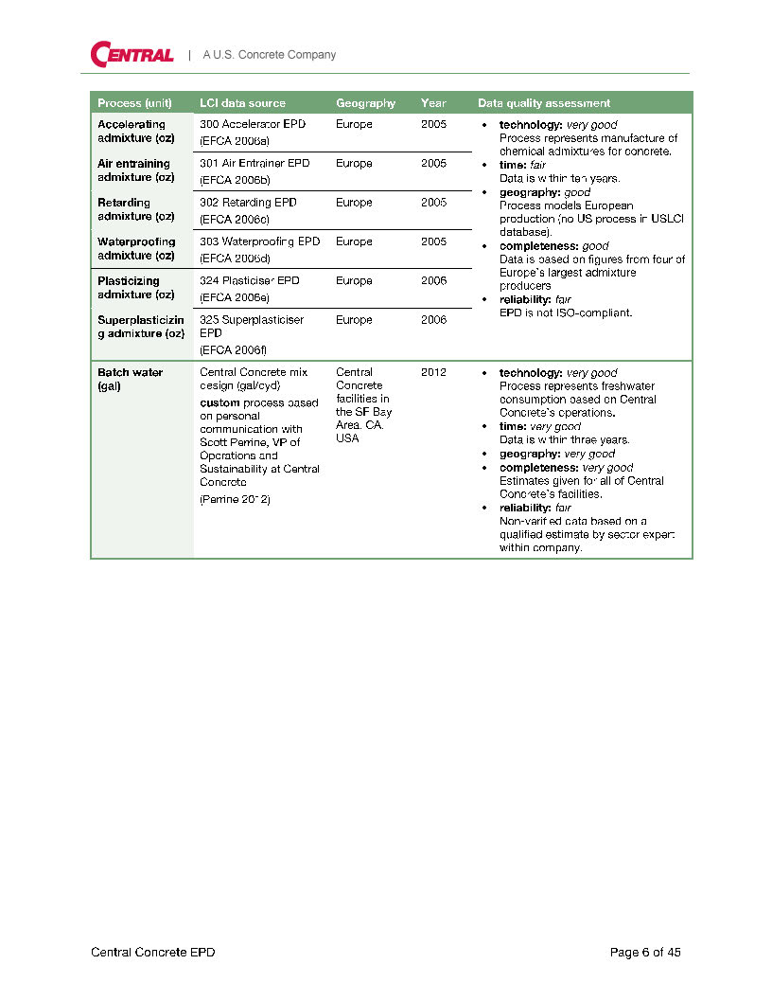 CENTRAL | A U.S. Concrete Company
Process (unit) LCI data source Geography Year Data quality assessment
Accelerating
admixture (oz)
300 Accelerator EPD
(EFCA 2006a)
Europe
2005
Air entraining
admixture (oz)
301 Air Entrainer EPD
(EFCA 2006b)
Europe
2005
Retarding
admixture (oz)
302 Retarding EPD
(EFCA 2006c)
Europe
2005
Waterproofing
admixture (oz)
303 Waterproofing EPD
(EFCA 2006d)
Europe
2005
Plasticizing
admixture (oz)
324 Plasticiser EPD
(EFCA 2006e)
Europe
2006
Superplasticizin
g admixture (oz)
325 Superplasticiser
EPD
(EFCA 2006f)
Europe
2006
• technology: very good
Process represents manufacture of
chemical admixtures for concrete.
• time: fair
Data is within ten years.
• geography: good
Process models European
production (no US process in USLCI
database).
• completeness: good
Data is based on figures from four of
Europe's largest admixture
producers
• reliability: fair
EPD is not ISO-compliant.
Batch water
(gal)
Central Concrete mix
design (gal/cyd)
custom process based
on personal
communication with
Scott Perrine, VP of
Operations and
Sustainability at Central
Concrete
(Perrine 2012)
Central
Concrete
facilities in
the SF Bay
Area, CA,
USA
2012
• technology: very good
Process represents freshwater
consumption based on Central
Concrete's operations.
• time: very good
Data is within three years.
• geography: very good
• completeness: very good
Estimates given for all of Central
Concrete's facilities.
• reliability: fair
Non-verified data based on a
qualified estimate by sector expert
within company.
Central Concrete EPD Page 6 of 45